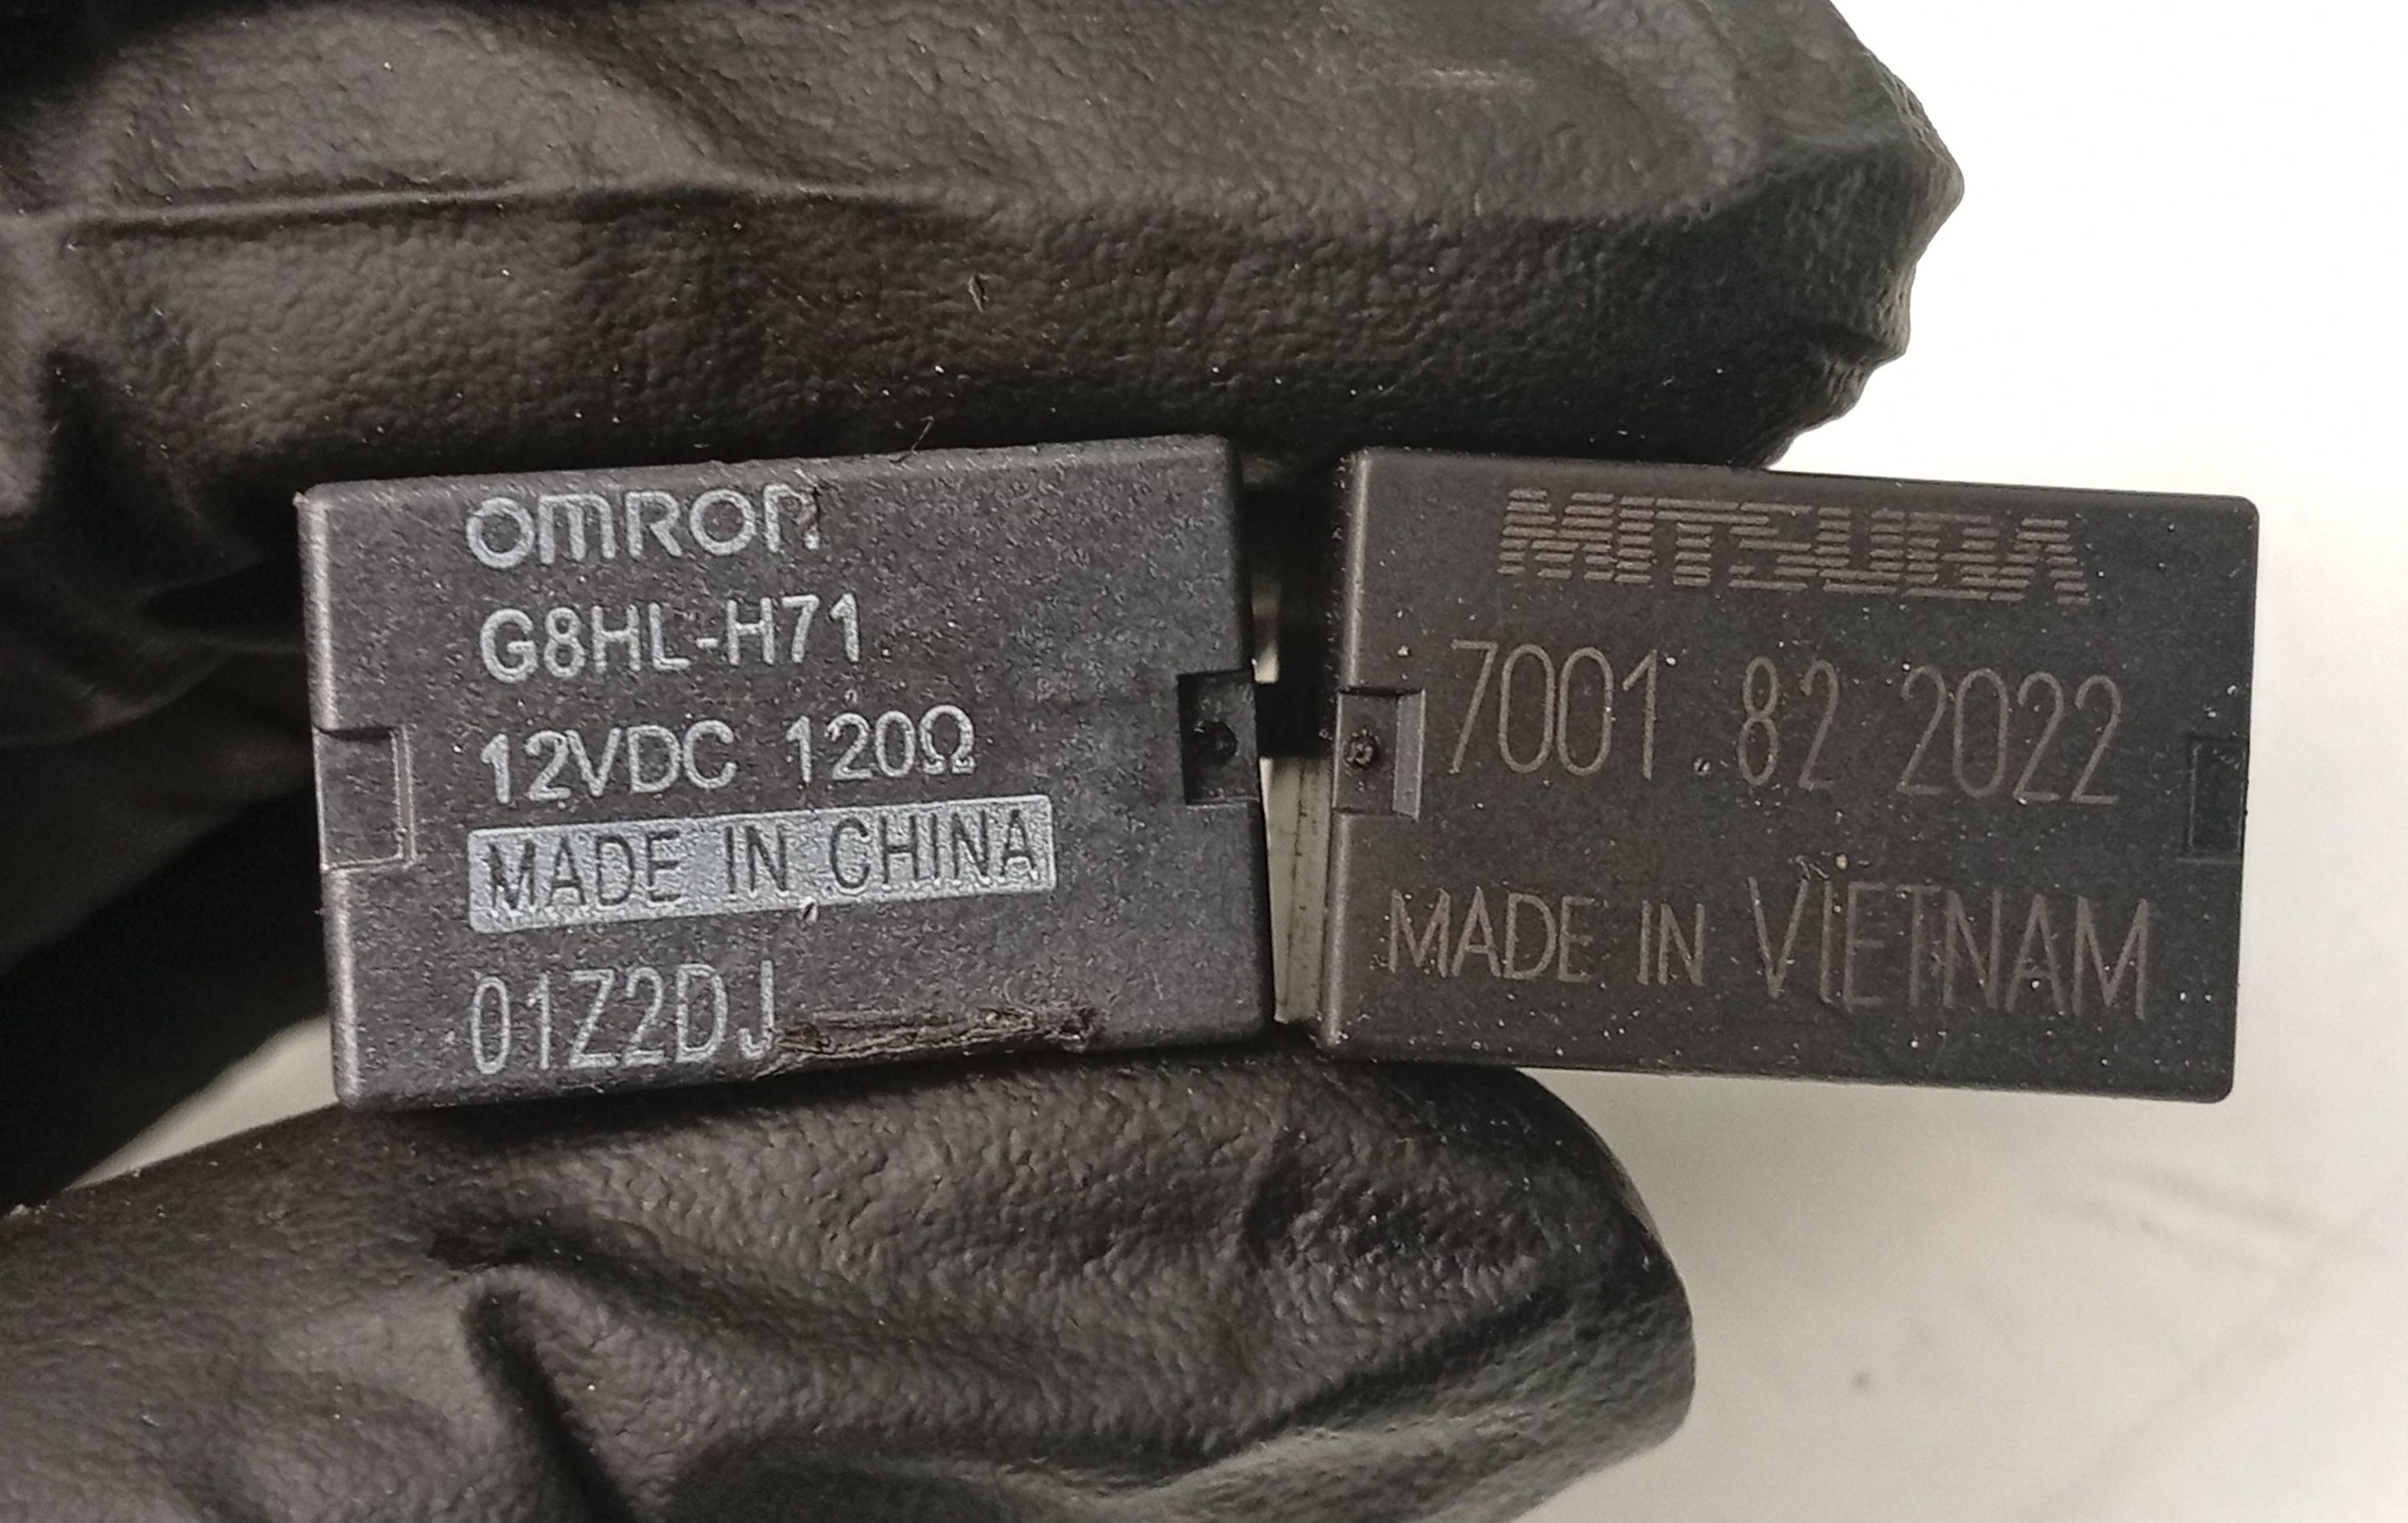 OMRON
G8HL-H71
12VDC 120Ω
MADE IN CHINA
01Z2DJ
MITSUBA
7001.82 2022
MADE IN VIETNAM